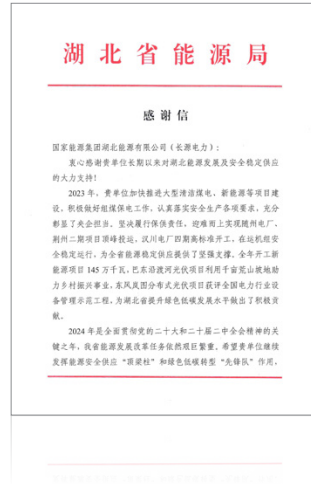 湖北省能源局
感谢信
国家能源集团湖北能源有限公司（长源电力）：
衷心感谢贵单位长期以来对湖北能源发展及安全稳定供应
的大力支持！
2023年，贵单位加快推进大型清洁煤电、新能源等项目建
设，积极做好组煤保电工作，认真落实安全生产各项要求，充分
彰显了央企担当。坚决履行保供责任，迎难而上实现随州电厂、
荆州二期项目顶峰投运，汉川电厂四期高标准开工，在运机组安
全稳定运行，为全省能源稳定供应提供了坚强支撑。全年开工新
能源项目145万千瓦，巴东沿渡河光伏项目利用千亩荒山坡地助
力乡村振兴事业，东风岚图分布式光伏项目获评全国电力行业设
备管理示范工程，为湖北省提升绿色低碳发展水平做出了积极贡
献。
2024年是全面贯彻党的二十大和二十届二中全会精神的关
键之年，我省能源发展改革任务依然艰巨繁重。希望贵单位继续
发挥能源安全供应“顶梁柱”和绿色低碳转型“先锋队”作用，